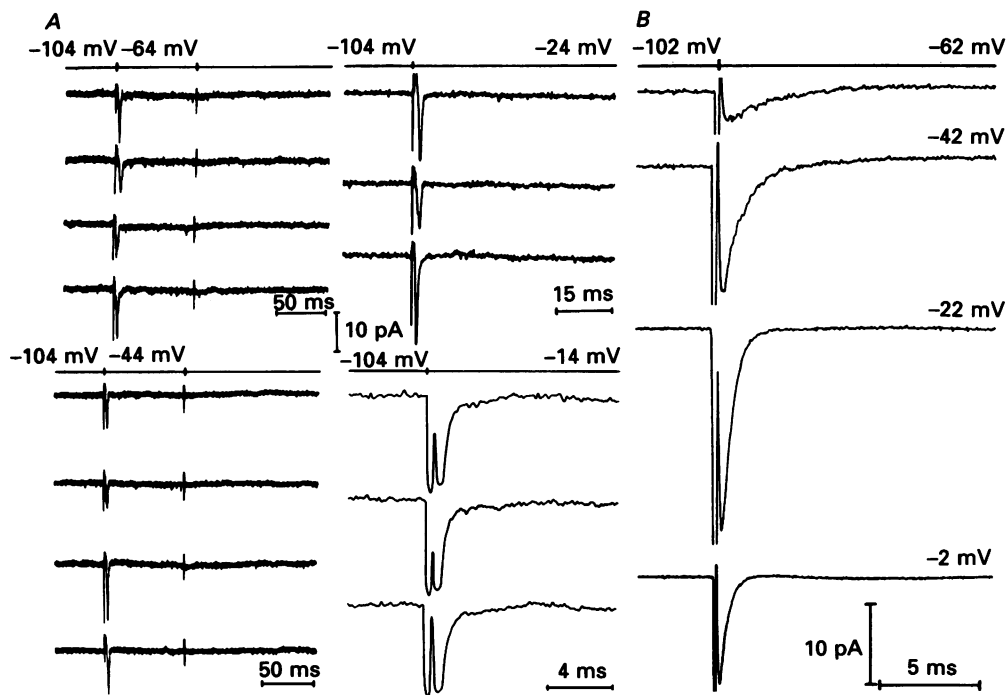 A
−104 mV −64 mV
−104 mV −24 mV
50 ms
15 ms
10 pA
−104 mV −44 mV
−104 mV −14 mV
50 ms
4 ms
B
−102 mV −62 mV
−42 mV
−22 mV
−2 mV
10 pA
5 ms